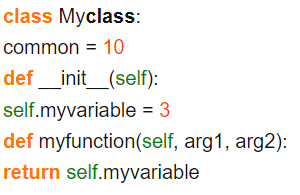 class Myclass:
common = 10
def __init__(self):
self.myvariable = 3
def myfunction(self, arg1, arg2):
return self.myvariable